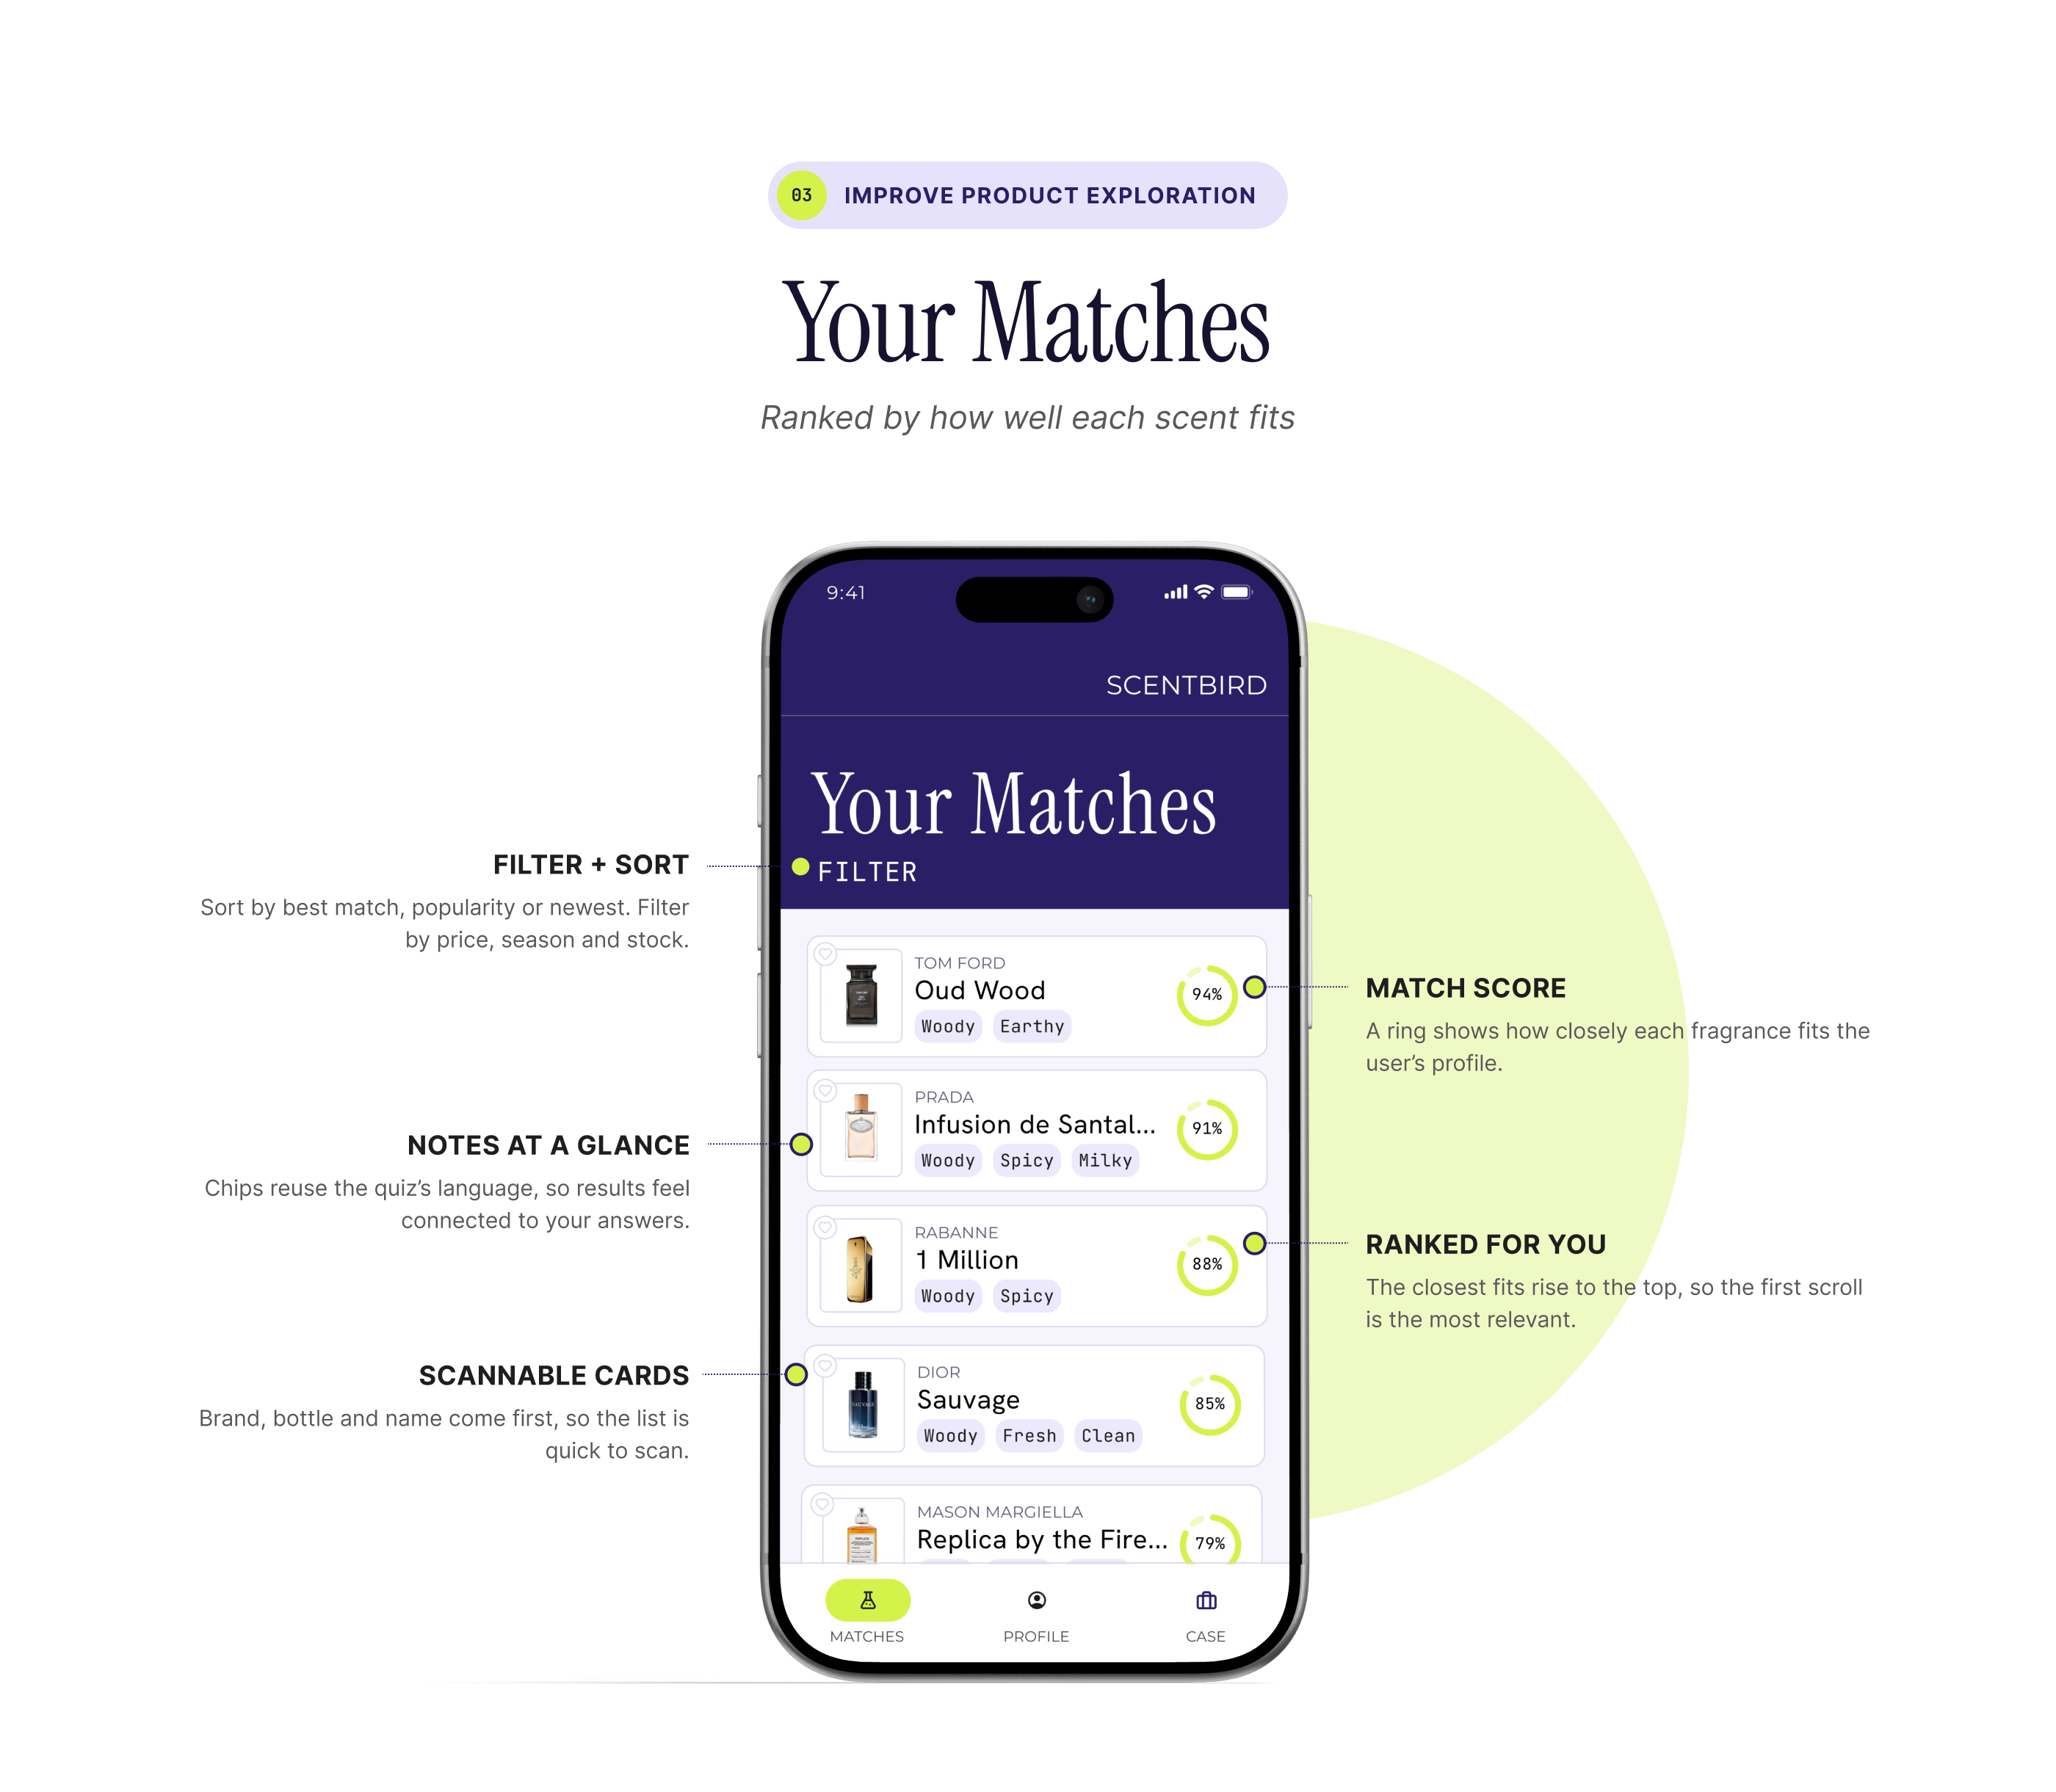 03
IMPROVE PRODUCT EXPLORATION
Your Matches
Ranked by how well each scent fits
9:41
SCENTBIRD
Your Matches
FILTER
FILTER + SORT
Sort by best match, popularity or newest. Filter
by price, season and stock.
NOTES AT A GLANCE
Chips reuse the quiz’s language, so results feel
connected to your answers.
SCANNABLE CARDS
Brand, bottle and name come first, so the list is
quick to scan.
TOM FORD
Oud Wood
Woody Earthy
94%
PRADA
Infusion de Santal...
Woody Spicy Milky
91%
RABANNE
1 Million
Woody Spicy
88%
DIOR
Sauvage
Woody Fresh Clean
85%
SAUVAGE
MASON MARGIELLA
Replica by the Fire...
79%
REPLICA
MATCHES
PROFILE
CASE
MATCH SCORE
A ring shows how closely each fragrance fits the
user’s profile.
RANKED FOR YOU
The closest fits rise to the top, so the first scroll
is the most relevant.